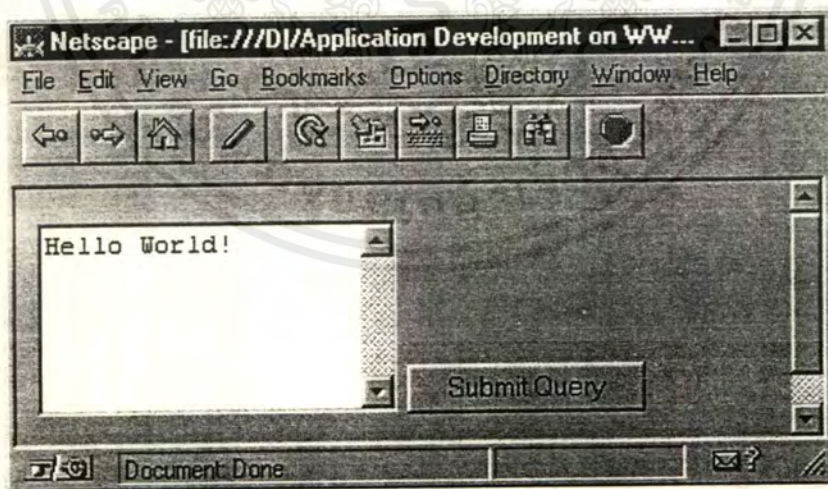 Netscape - [file:///D|/Application Development on WW...
File Edit View Go Bookmarks Options Directory Window Help
Hello World!
Submit Query
Document: Done